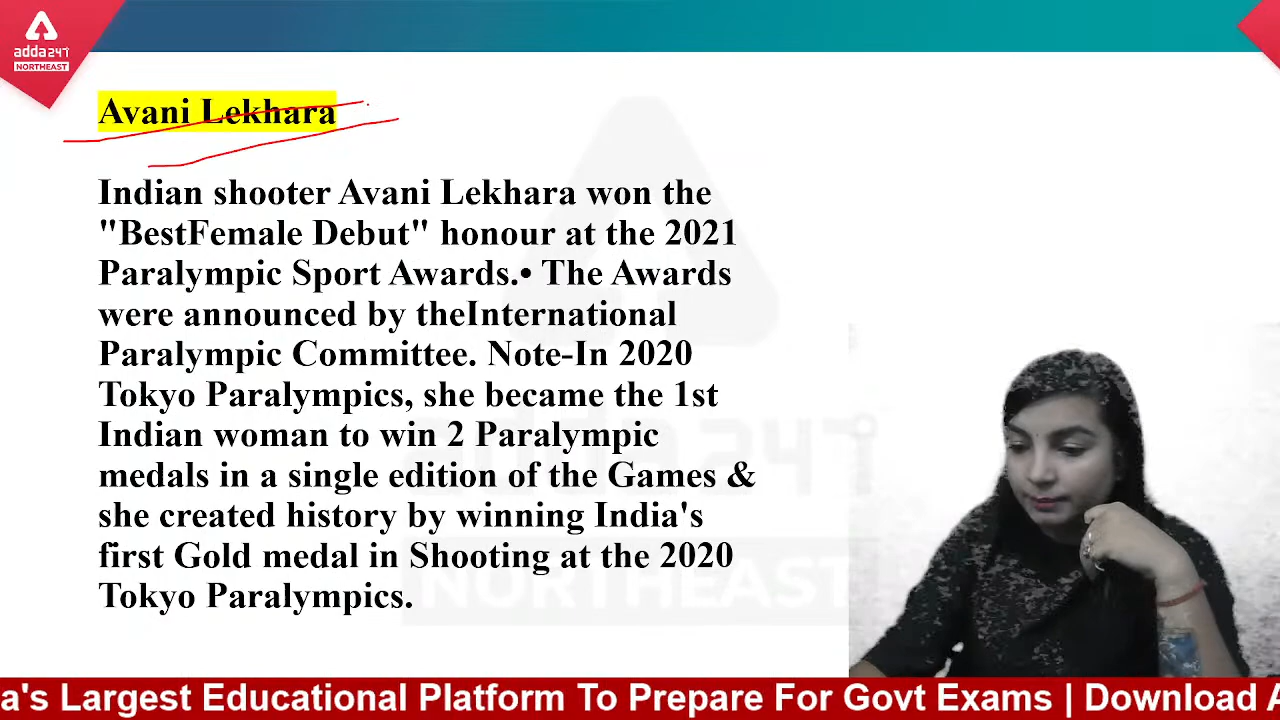 adda247
NORTHEAST
Avani Lekhara
Indian shooter Avani Lekhara won the
"BestFemale Debut" honour at the 2021
Paralympic Sport Awards.• The Awards
were announced by theInternational
Paralympic Committee. Note-In 2020
Tokyo Paralympics, she became the 1st
Indian woman to win 2 Paralympic
medals in a single edition of the Games &
she created history by winning India's
first Gold medal in Shooting at the 2020
Tokyo Paralympics.
adda247
NORTHEAST
a's Largest Educational Platform To Prepare For Govt Exams | Download A